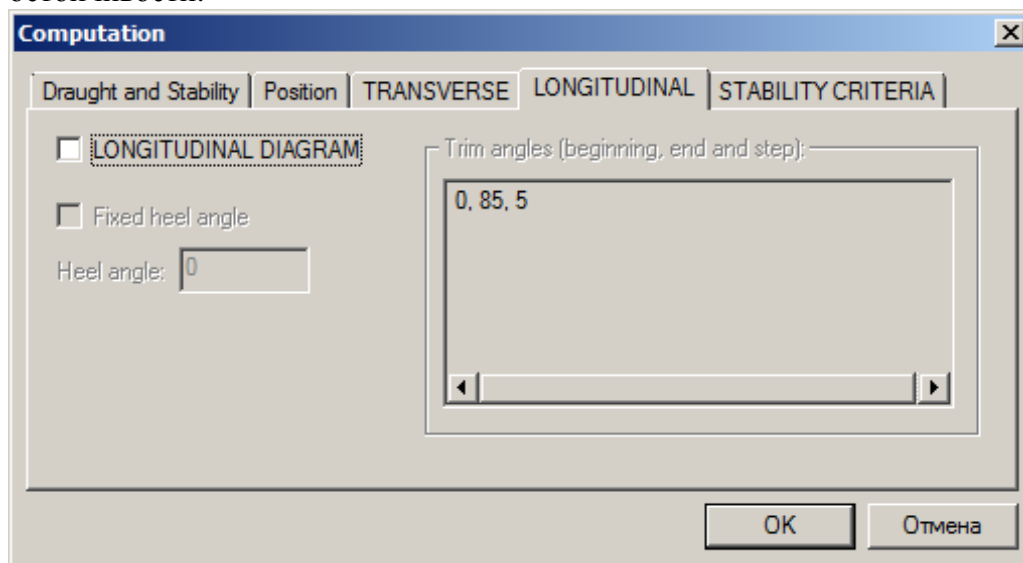 Computation
Draught and Stability Position TRANSVERSE LONGITUDINAL STABILITY CRITERIA
LONGITUDINAL DIAGRAM
Trim angles (beginning, end and step):
0, 85, 5
Fixed heel angle
Heel angle: 0
OK Отмена